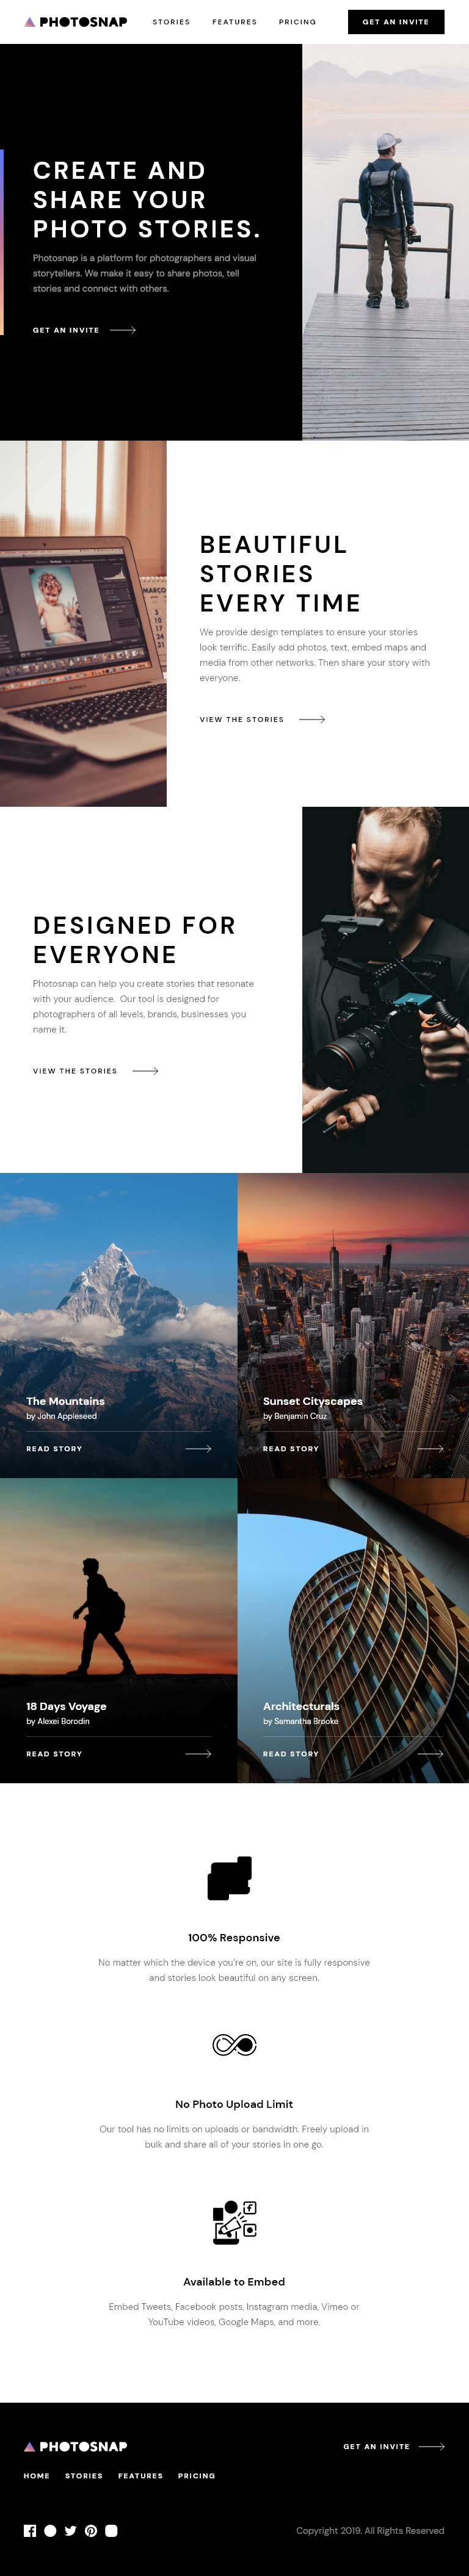 PHOTOSNAP
STORIES
FEATURES
PRICING
GET AN INVITE
CREATE AND
SHARE YOUR
PHOTO STORIES.
Photosnap is a platform for photographers and visual
storytellers. We make it easy to share photos, tell
stories and connect with others.
GET AN INVITE
BEAUTIFUL
STORIES
EVERY TIME
We provide design templates to ensure your stories
look terrific. Easily add photos, text, embed maps and
media from other networks. Then share your story with
everyone.
VIEW THE STORIES
DESIGNED FOR
EVERYONE
Photosnap can help you create stories that resonate
with your audience.  Our tool is designed for
photographers of all levels, brands, businesses you
name it.
VIEW THE STORIES
The Mountains
by John Appleseed
READ STORY
Sunset Cityscapes
by Benjamin Cruz
READ STORY
18 Days Voyage
by Alexei Borodin
READ STORY
Architecturals
by Samantha Brooke
READ STORY
100% Responsive
No matter which the device you're on, our site is fully responsive
and stories look beautiful on any screen.
No Photo Upload Limit
Our tool has no limits on uploads or bandwidth. Freely upload in
bulk and share all of your stories in one go.
Available to Embed
Embed Tweets, Facebook posts, Instagram media, Vimeo or
YouTube videos, Google Maps, and more.
PHOTOSNAP
GET AN INVITE
HOME
STORIES
FEATURES
PRICING
Copyright 2019. All Rights Reserved